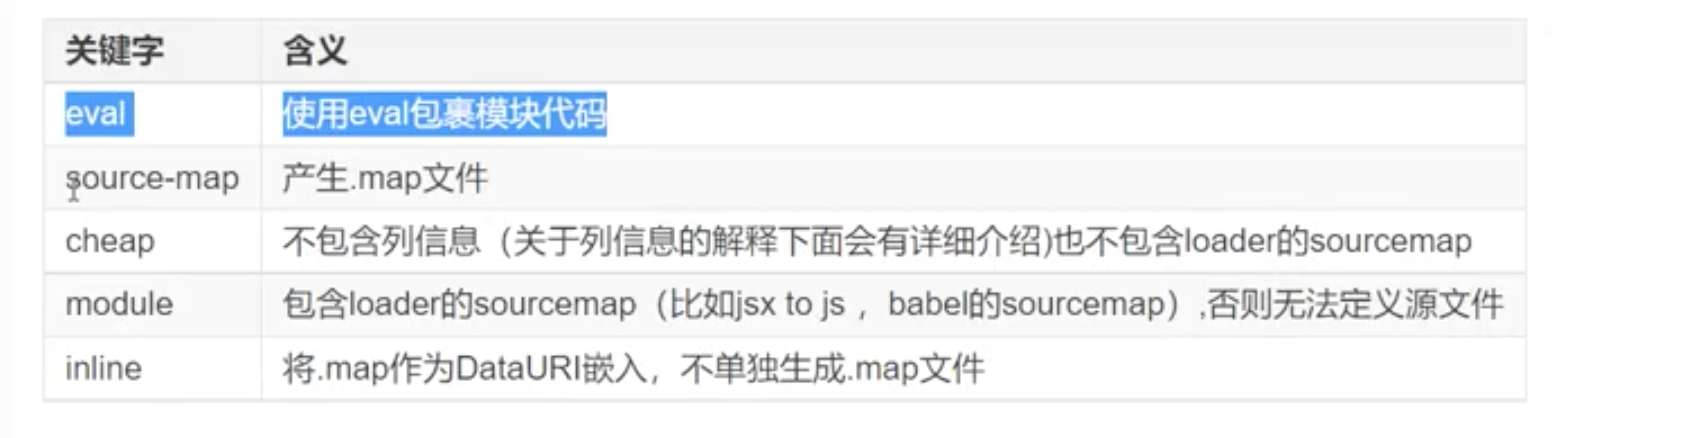 关键字 含义
eval 使用eval包裹模块代码
source-map 产生.map文件
cheap 不包含列信息（关于列信息的解释下面会有详细介绍)也不包含loader的sourcemap
module 包含loader的sourcemap（比如jsx to js ，babel的sourcemap）,否则无法定义源文件
inline 将.map作为DataURI嵌入，不单独生成.map文件